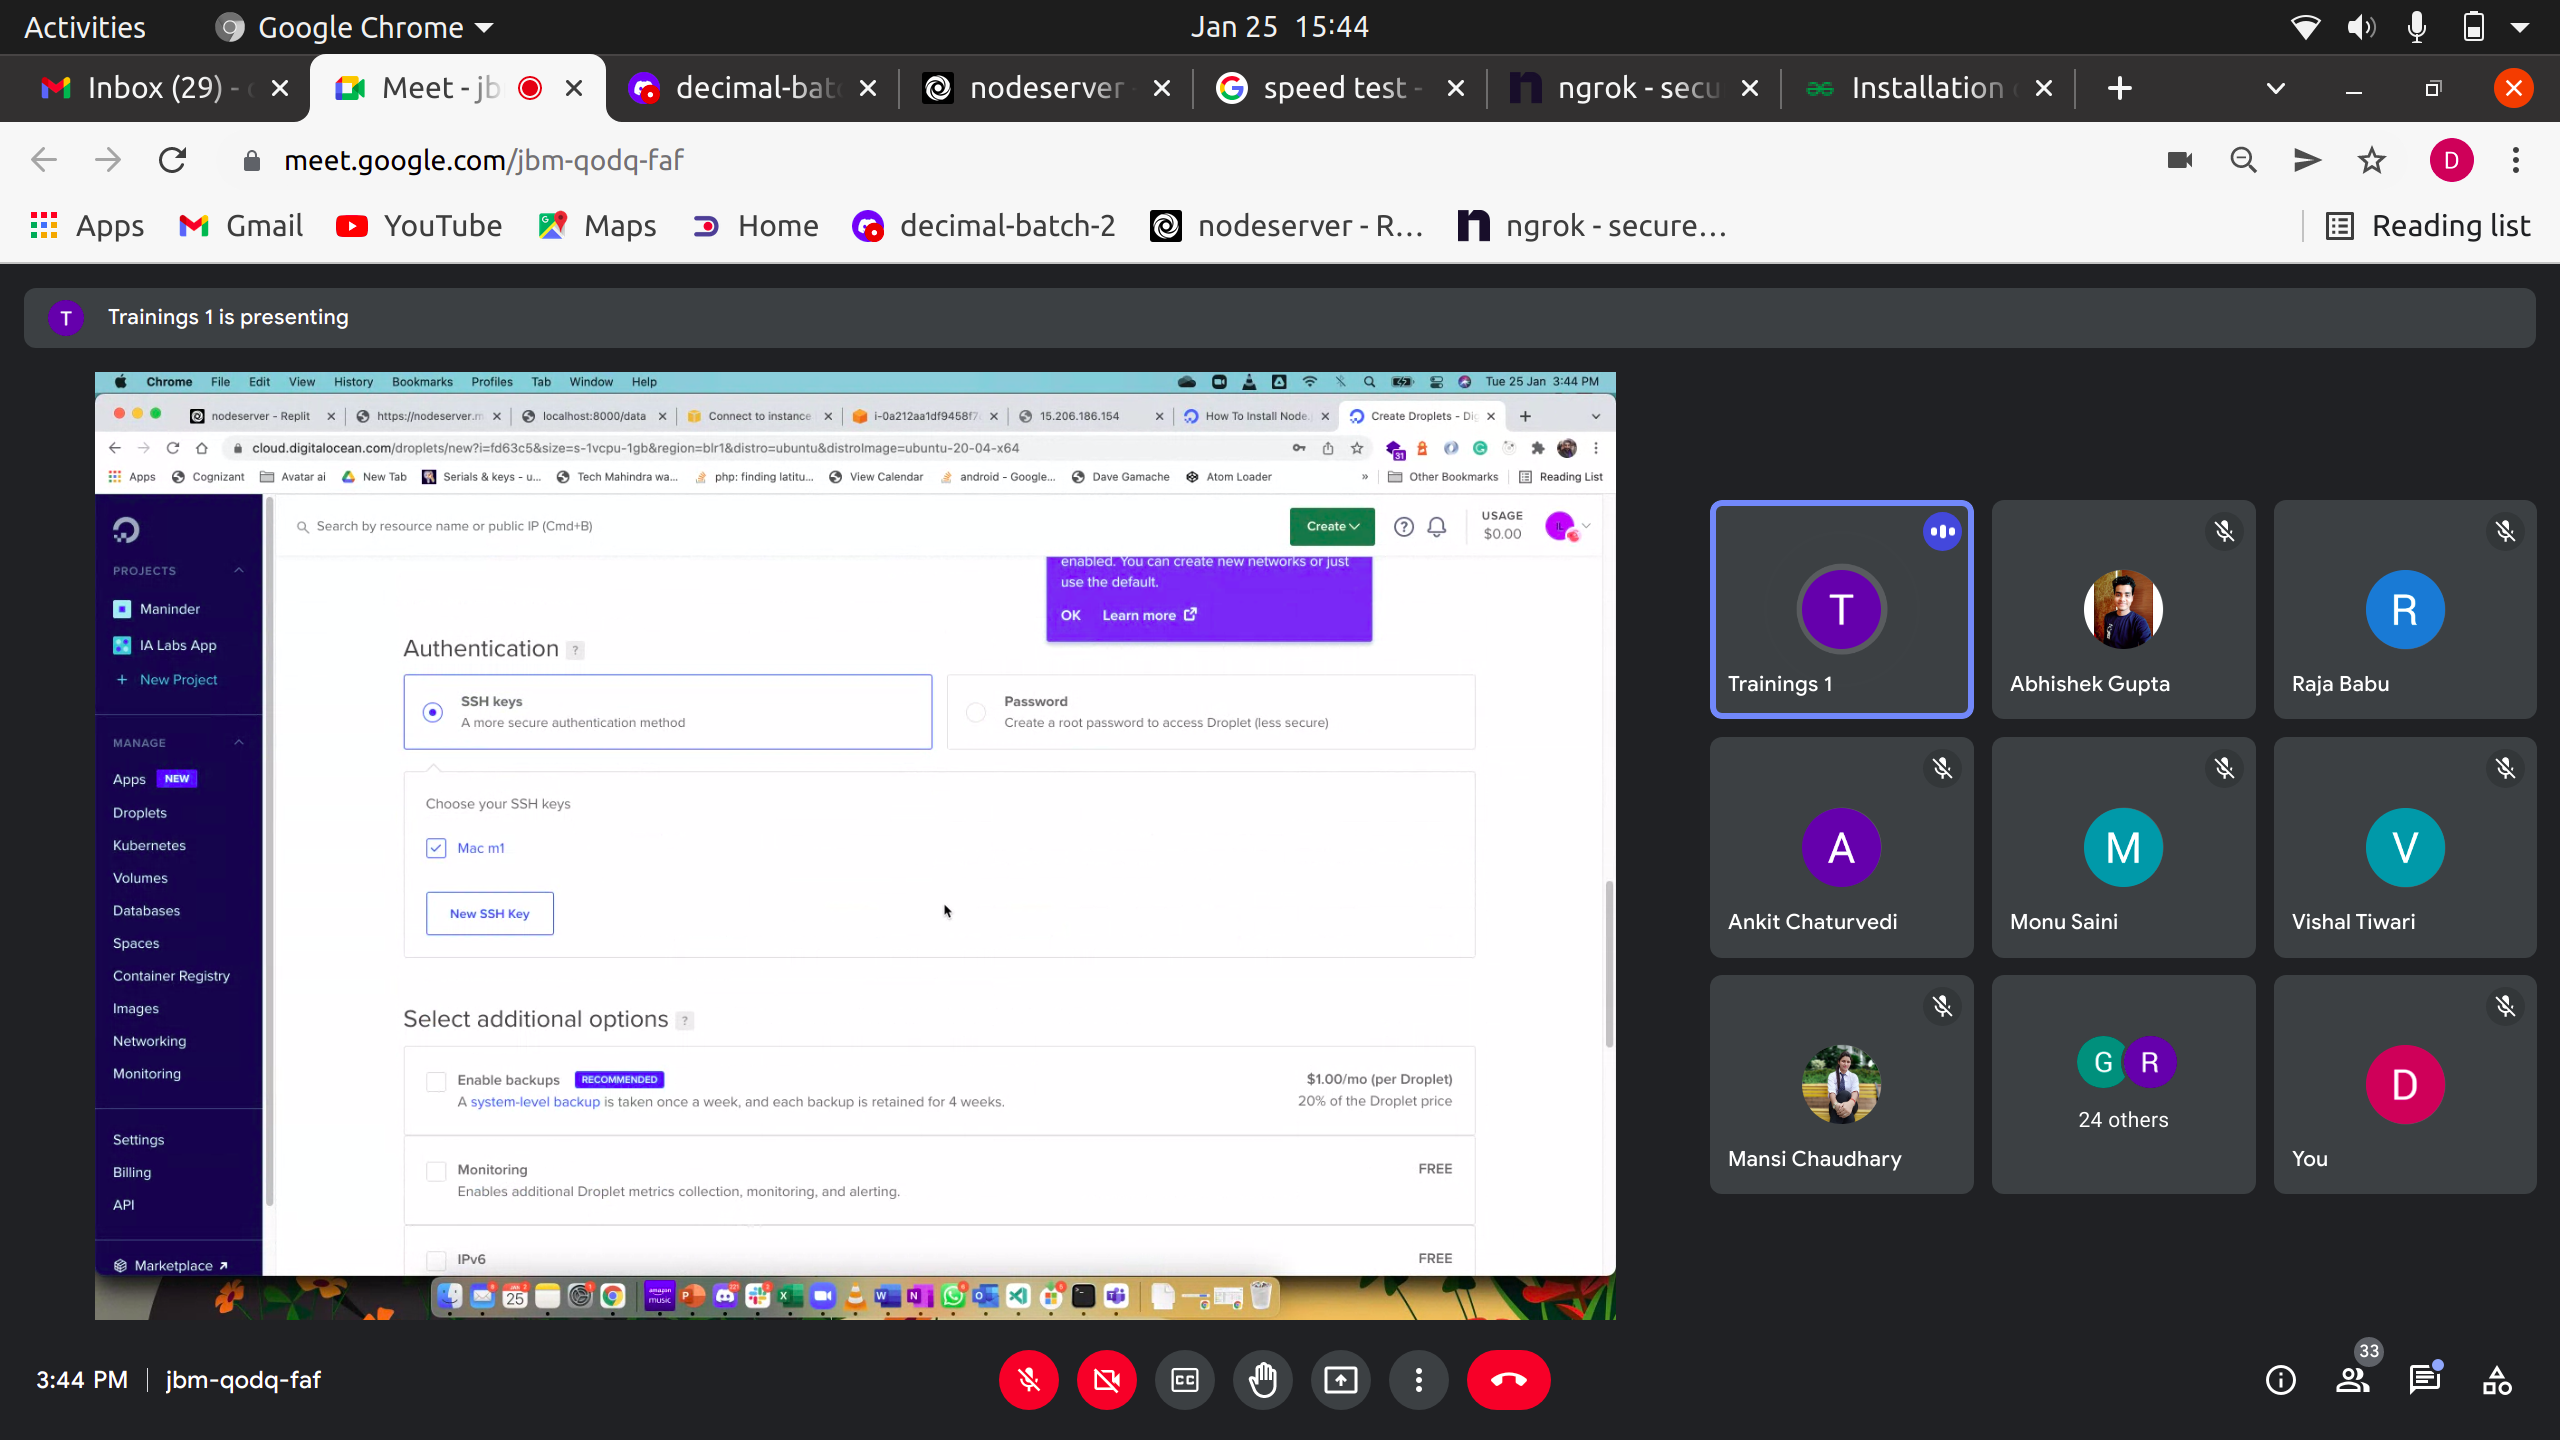 Activities
Google Chrome
Jan 25 15:44
Inbox (29) -
Meet - jb
decimal-bat
nodeserver
speed test -
ngrok - secu
Installation
meet.google.com/jbm-qodq-faf
Apps
Gmail
YouTube
Maps
Home
decimal-batch-2
nodeserver - R...
ngrok - secure...
Reading list
T
Trainings 1 is presenting
Chrome File Edit View History Bookmarks Profiles Tab Window Help
Tue 25 Jan 3:44 PM
nodeserver - Replit
https://nodeserver.m
localhost:8000/data
Connect to instance
i-0a212aa1df9458f7
15.206.186.154
How To Install Node.
Create Droplets - Dig
cloud.digitalocean.com/droplets/new?i=fd63c5&size=s-1vcpu-1gb&region=blr1&distro=ubuntu&distroImage=ubuntu-20-04-x64
Apps
Cognizant
Avatar ai
New Tab
Serials & keys - u...
Tech Mahindra wa...
php: finding latitu...
View Calendar
android - Google...
Dave Gamache
Atom Loader
»
Other Bookmarks
Reading List
Search by resource name or public IP (Cmd+B)
Create
USAGE
$0.00
PROJECTS
Maninder
IA Labs App
+ New Project
MANAGE
Apps NEW
Droplets
Kubernetes
Volumes
Databases
Spaces
Container Registry
Images
Networking
Monitoring
Settings
Billing
API
Marketplace
enabled. You can create new networks or just
use the default.
OK Learn more
Authentication ?
SSH keys
A more secure authentication method
Password
Create a root password to access Droplet (less secure)
Choose your SSH keys
Mac m1
New SSH Key
Select additional options ?
Enable backups RECOMMENDED
$1.00/mo (per Droplet)
A system-level backup is taken once a week, and each backup is retained for 4 weeks.
20% of the Droplet price
Monitoring
FREE
Enables additional Droplet metrics collection, monitoring, and alerting.
IPv6
FREE
T
Trainings 1
Abhishek Gupta
R
Raja Babu
A
Ankit Chaturvedi
M
Monu Saini
V
Vishal Tiwari
Mansi Chaudhary
G R
24 others
D
You
3:44 PM
jbm-qodq-faf
33